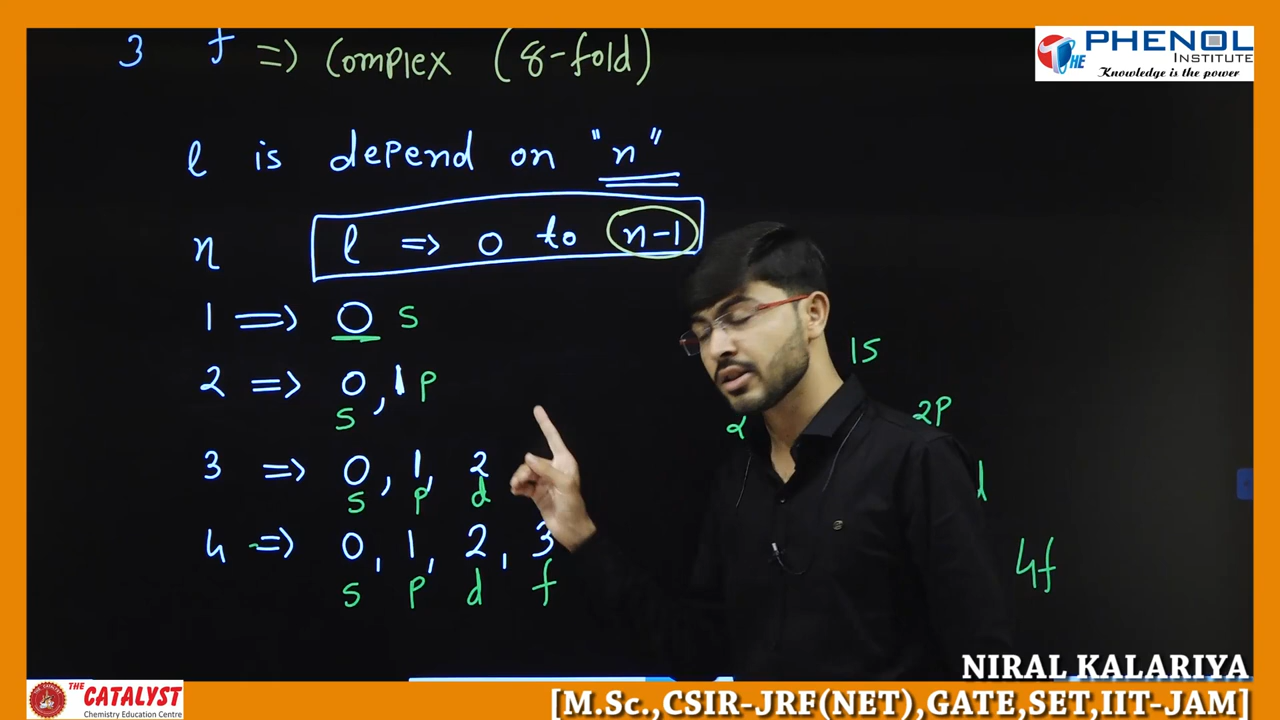 3 f => Complex (8-fold)
THE PHENOL
INSTITUTE
Knowledge is the power
l is depend on "n"
n l => 0 to n-1
1 => 0 s
2 => 0, 1 p
s
3 => 0, 1, 2
s p d
4 => 0, 1, 2, 3
s p d f
1s
2p
4f
NIRAL KALARIYA
[M.Sc.,CSIR-JRF(NET),GATE,SET,IIT-JAM]
THE CATALYST
Chemistry Education Centre